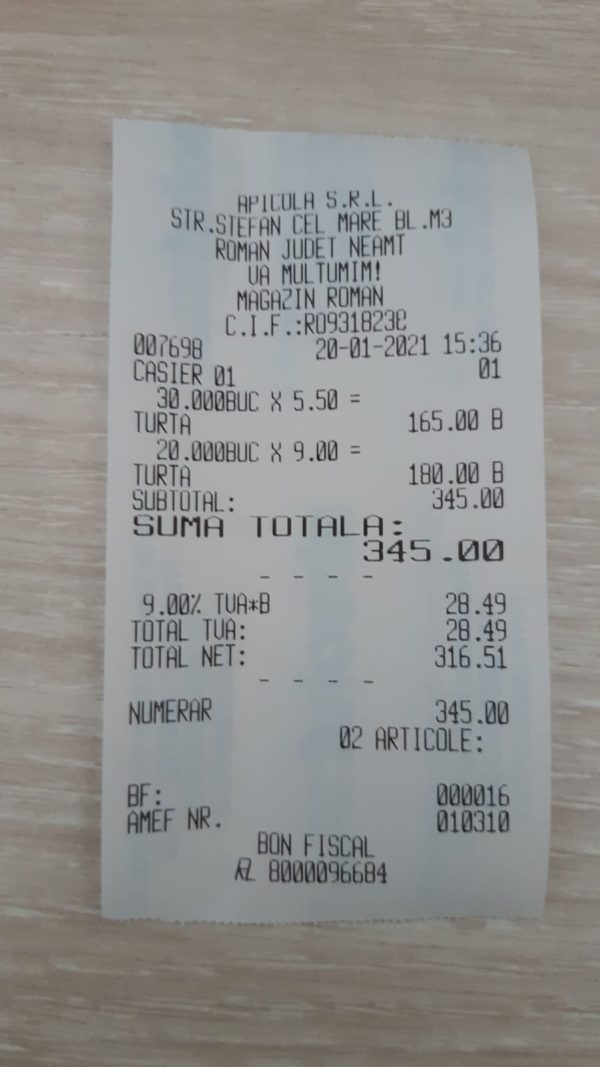 APICULA S.R.L.
STR.STEFAN CEL MARE BL.M3
ROMAN JUDET NEAMT
VA MULTUMIM!
MAGAZIN ROMAN
C.I.F.:RO9318232
007698 20-01-2021 15:36
CASIER 01 01
30.000BUC X 5.50 =
TURTA 165.00 B
20.000BUC X 9.00 =
TURTA 180.00 B
SUBTOTAL: 345.00
SUMA TOTALA:
345.00
- - - -
9.00% TVA*B 28.49
TOTAL TVA: 28.49
TOTAL NET: 316.51
- - - -
NUMERAR 345.00
02 ARTICOLE:
BF: 000016
AMEF NR. 010310
BON FISCAL
8000096684